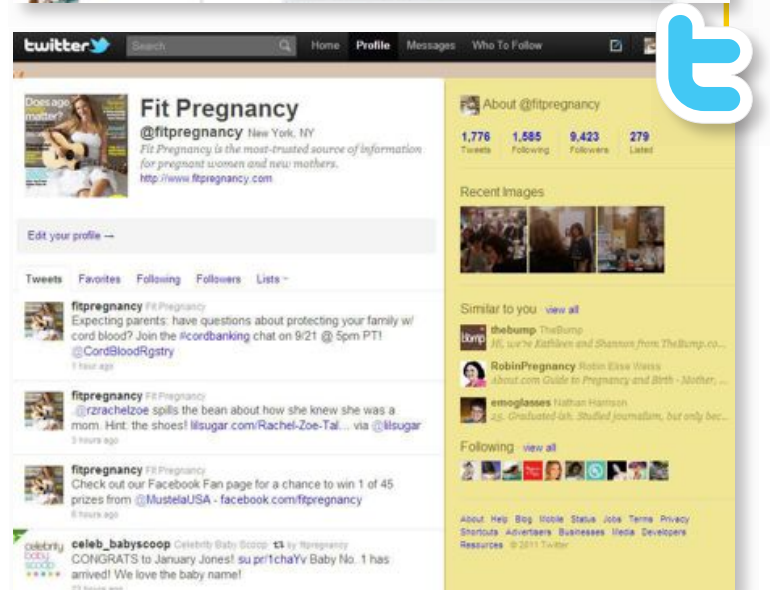 twitter
Search
Home Profile Messages Who To Follow
t
Does age
matter?
Fit Pregnancy
@fitpregnancy New York, NY
Fit Pregnancy is the most-trusted source of information
for pregnant women and new mothers.
http://www.fitpregnancy.com
Edit your profile →
Tweets Favorites Following Followers Lists
fitpregnancy Fit Pregnancy
Expecting parents: have questions about protecting your family w/
cord blood? Join the #cordbanking chat on 9/21 @ 5pm PT!
@CordBloodRgstry
1 hour ago
fitpregnancy Fit Pregnancy
.@rzrachelzoe spills the bean about how she knew she was a
mom. Hint: the shoes! lilsugar.com/Rachel-Zoe-Tal... via @lilsugar
3 hours ago
fitpregnancy Fit Pregnancy
Check out our Facebook Fan page for a chance to win 1 of 45
prizes from @MustelaUSA - facebook.com/fitpregnancy
6 hours ago
celebrity
baby
scoop
celeb_babyscoop Celebrity Baby Scoop by fitpregnancy
CONGRATS to January Jones! su.pr/1chaYv Baby No. 1 has
arrived! We love the baby name!
22 hours ago
About @fitpregnancy
1,776 1,585 9,423 279
Tweets Following Followers Listed
Recent Images
Similar to you view all
bump
thebump TheBump
Hi, we're Kathleen and Shannon from TheBump.co...
RobinPregnancy Robin Elise Weiss
About.com Guide to Pregnancy and Birth - Mother, ...
emoglasses Nathan Harrison
25. Graduated-ish. Studied journalism, but only bec...
Following view all
About Help Blog Mobile Status Jobs Terms Privacy
Shortcuts Advertisers Businesses Media Developers
Resources © 2011 Twitter